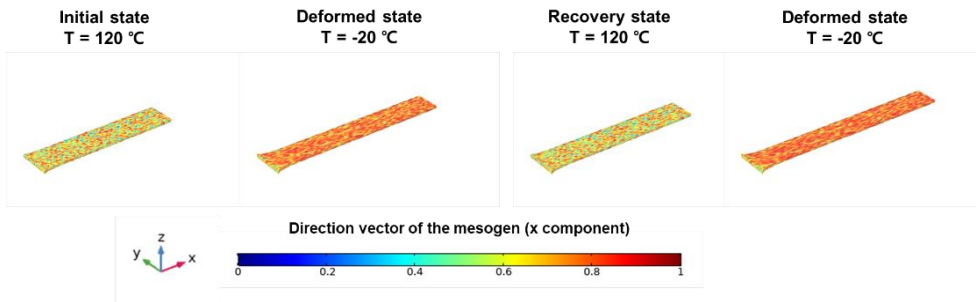 Initial state
T = 120 ℃
Deformed state
T = -20 ℃
Recovery state
T = 120 ℃
Deformed state
T = -20 ℃
Direction vector of the mesogen (x component)
z
y
x
0 0.2 0.4 0.6 0.8 1